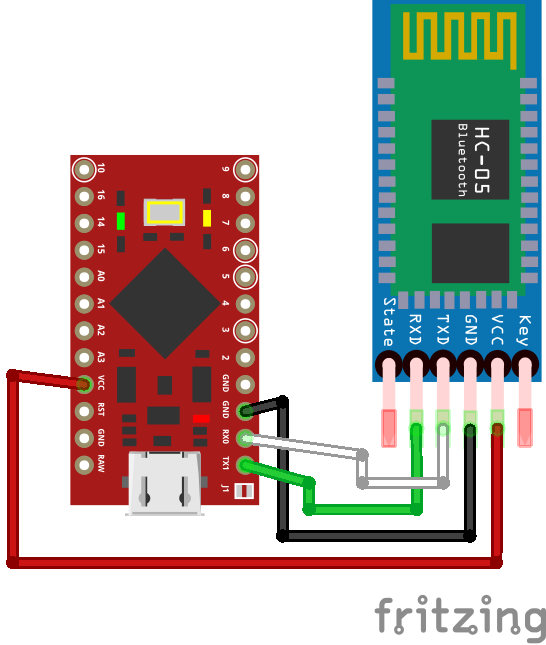 10
16
14
15
A0
A1
A2
A3
VCC
RST
GND
RAW
9
8
7
6
5
4
3
2
GND
GND
RX0
TX1
J1
HC-05
Bluetooth
State
RXD
TXD
GND
VCC
Key
fritzing